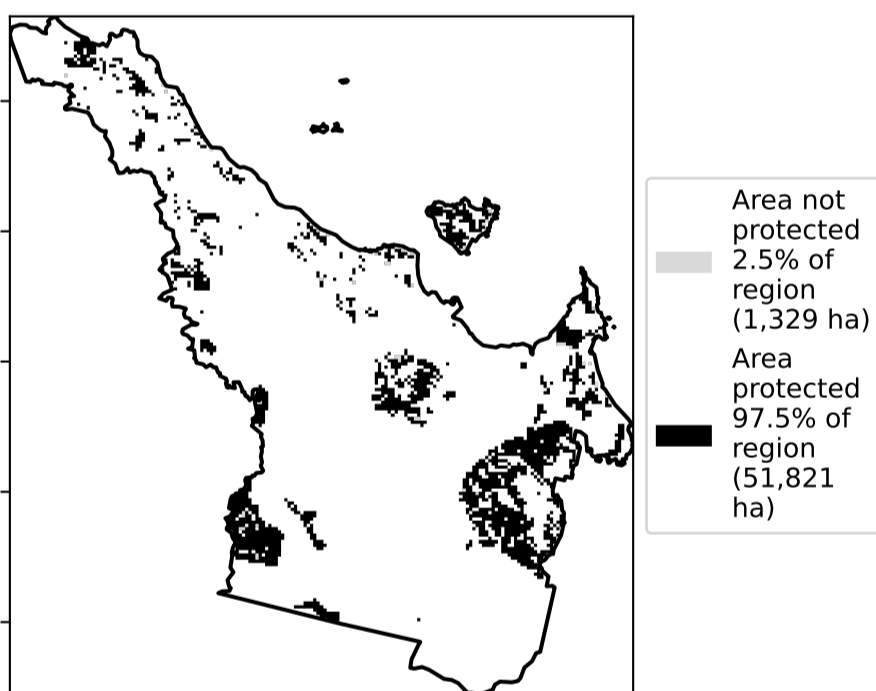 Area not
protected
2.5% of
region
(1,329 ha)
Area
protected
97.5% of
region
(51,821
ha)